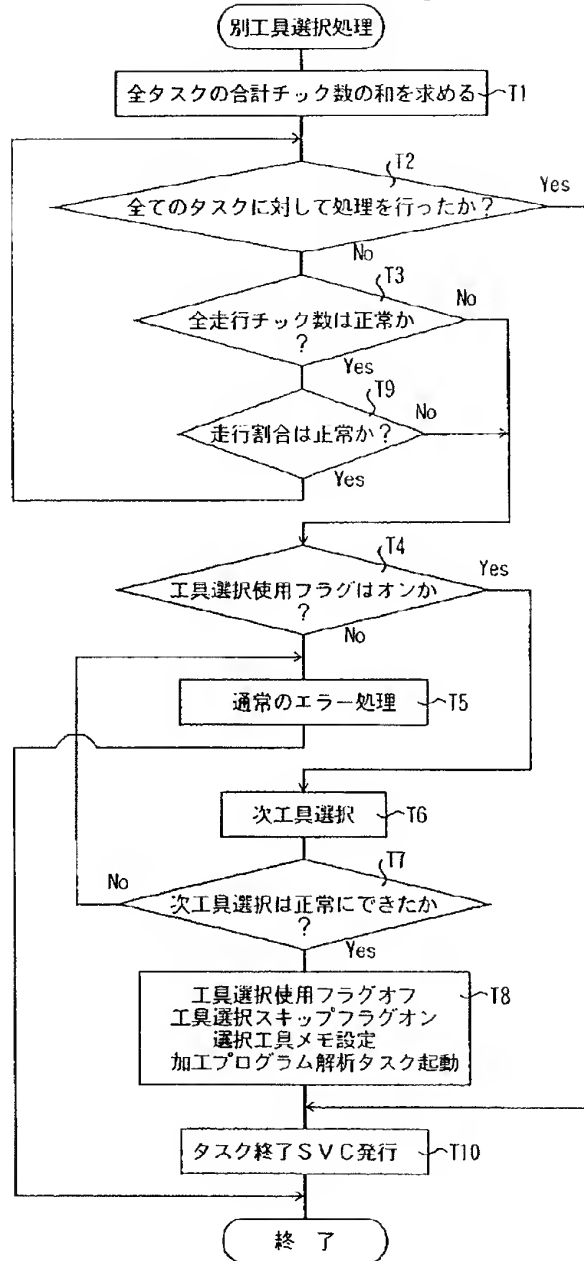 別工具選択処理
全タスクの合計チック数の和を求める
T1
T2
Yes
全てのタスクに対して処理を行ったか?
No
T3
No
全走行チック数は正常か
?
Yes
T9
No
走行割合は正常か?
Yes
T4
Yes
工具選択使用フラグはオンか
?
No
通常のエラー処理
T5
次工具選択
T6
T7
No
次工具選択は正常にできたか
?
Yes
工具選択使用フラグオフ
T8
工具選択スキップフラグオン
選択工具メモ設定
加工プログラム解析タスク起動
タスク終了SVC発行
T10
終 了